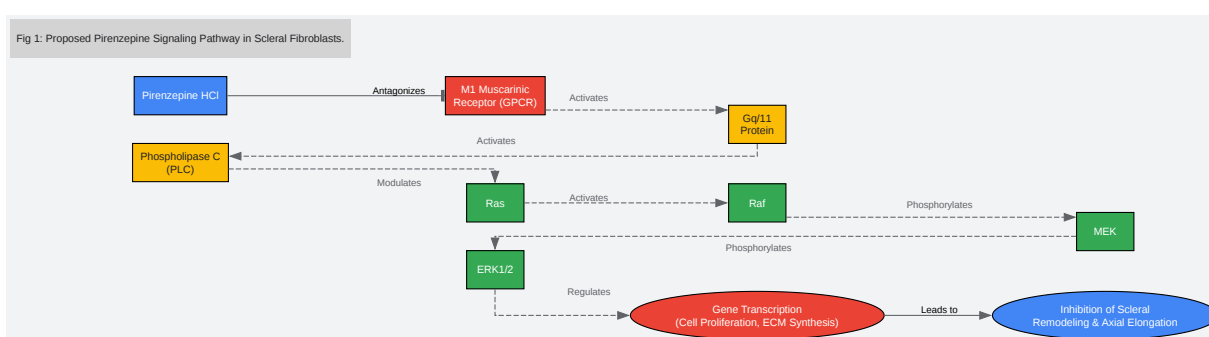 Fig 1: Proposed Pirenzepine Signaling Pathway in Scleral Fibroblasts.
Pirenzepine HCl
Antagonizes
M1 Muscarinic
Receptor (GPCR)
Activates
Gq/11
Protein
Activates
Phospholipase C
(PLC)
Modulates
Ras
Activates
Raf
Phosphorylates
MEK
Phosphorylates
ERK1/2
Regulates
Gene Transcription
(Cell Proliferation, ECM Synthesis)
Leads to
Inhibition of Scleral
Remodeling & Axial Elongation